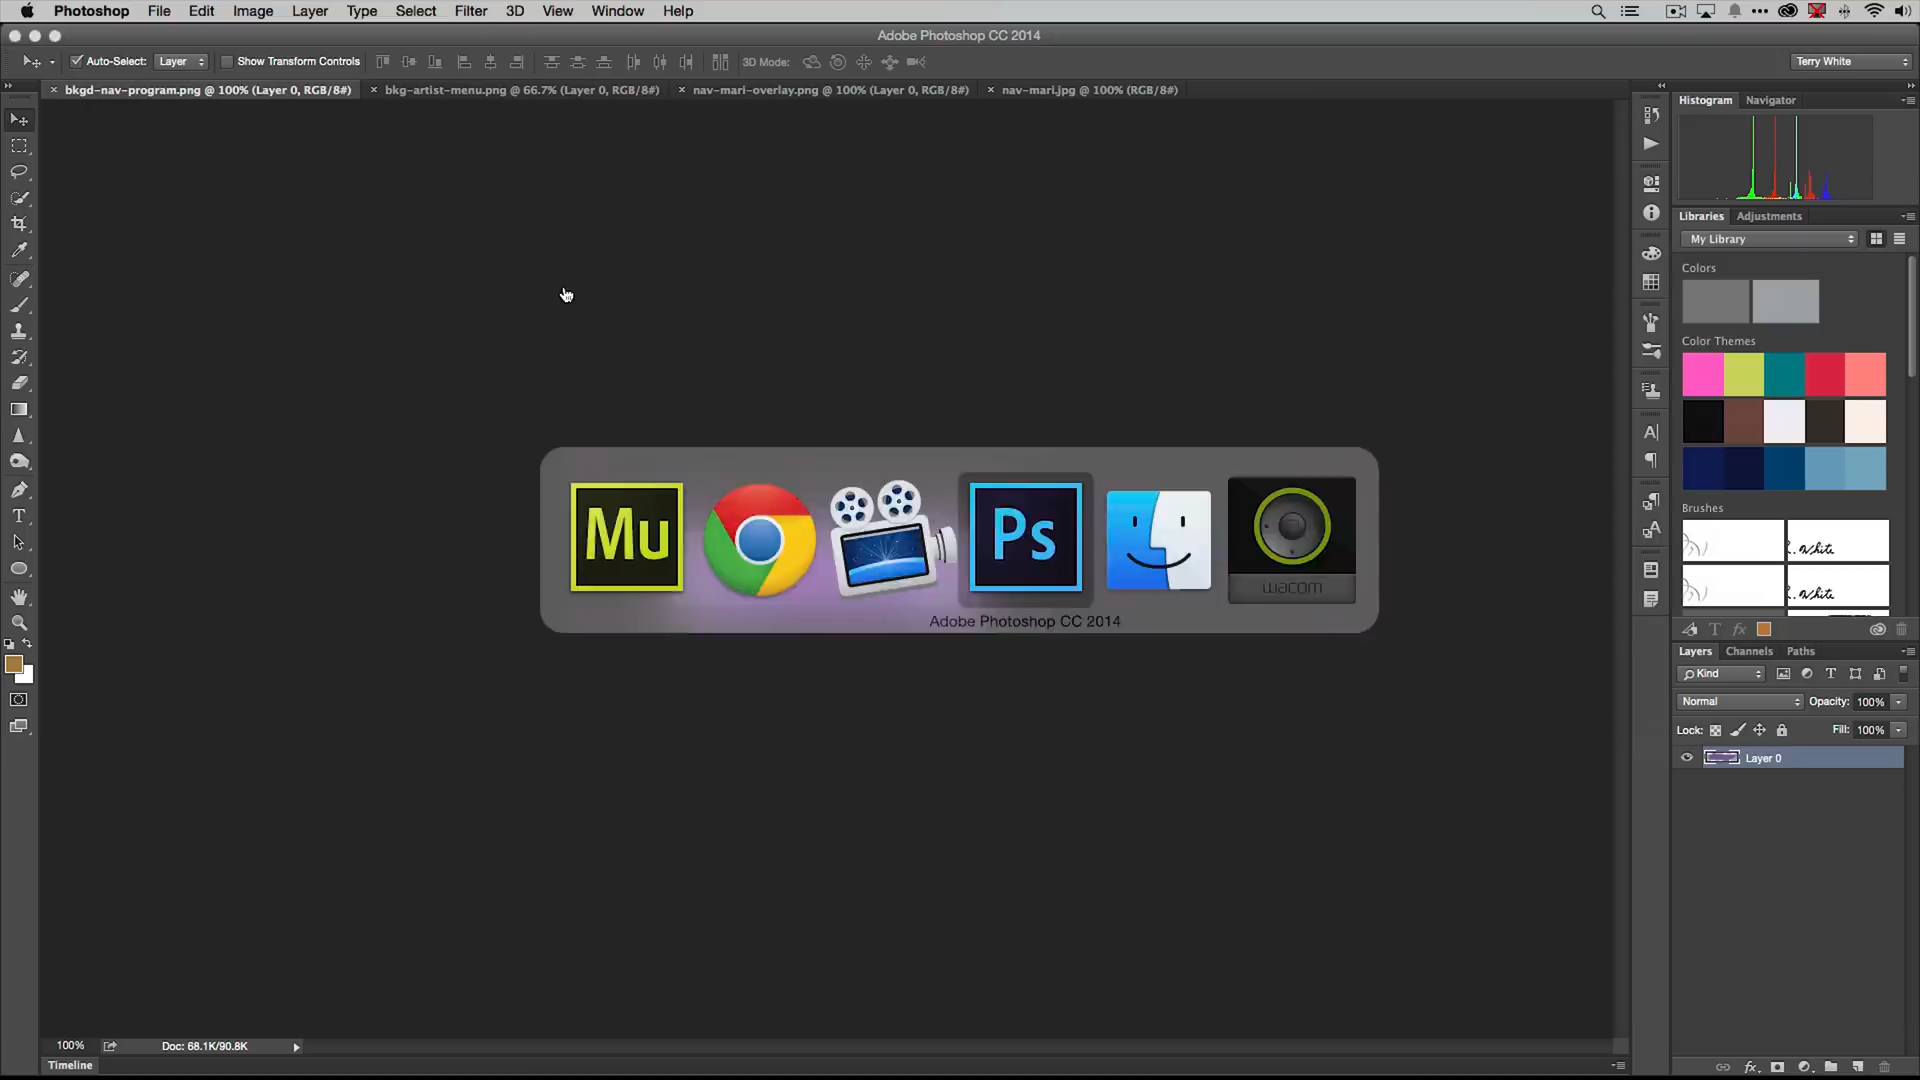 Photoshop File Edit Image Layer Type Select Filter 3D View Window Help
Adobe Photoshop CC 2014
Auto-Select: Layer Show Transform Controls 3D Mode: Terry White
× bkgd-nav-program.png @ 100% (Layer 0, RGB/8#) × bkg-artist-menu.png @ 66.7% (Layer 0, RGB/8#) × nav-mari-overlay.png @ 100% (Layer 0, RGB/8#) × nav-mari.jpg @ 100% (RGB/8#)
Histogram Navigator
Libraries Adjustments
My Library
Colors
Color Themes
Brushes
White
White
Mu
Ps
wacom
Adobe Photoshop CC 2014
Layers Channels Paths
Kind
Normal Opacity: 100%
Lock: Fill: 100%
Layer 0
100% Doc: 68.1K/90.8K
Timeline